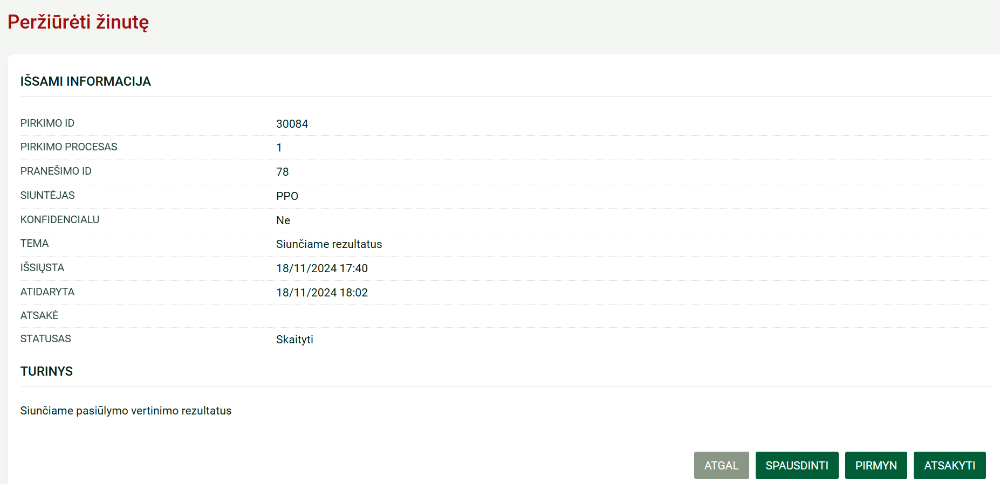 Peržiūrėti žinutę
IŠSAMI INFORMACIJA
PIRKIMO ID 30084
PIRKIMO PROCESAS 1
PRANEŠIMO ID 78
SIUNTĖJAS PPO
KONFIDENCIALU Ne
TEMA Siunčiame rezultatus
IŠSIŲSTA 18/11/2024 17:40
ATIDARYTA 18/11/2024 18:02
ATSAKĖ
STATUSAS Skaityti
TURINYS
Siunčiame pasiūlymo vertinimo rezultatus
ATGAL SPAUSDINTI PIRMYN ATSAKYTI